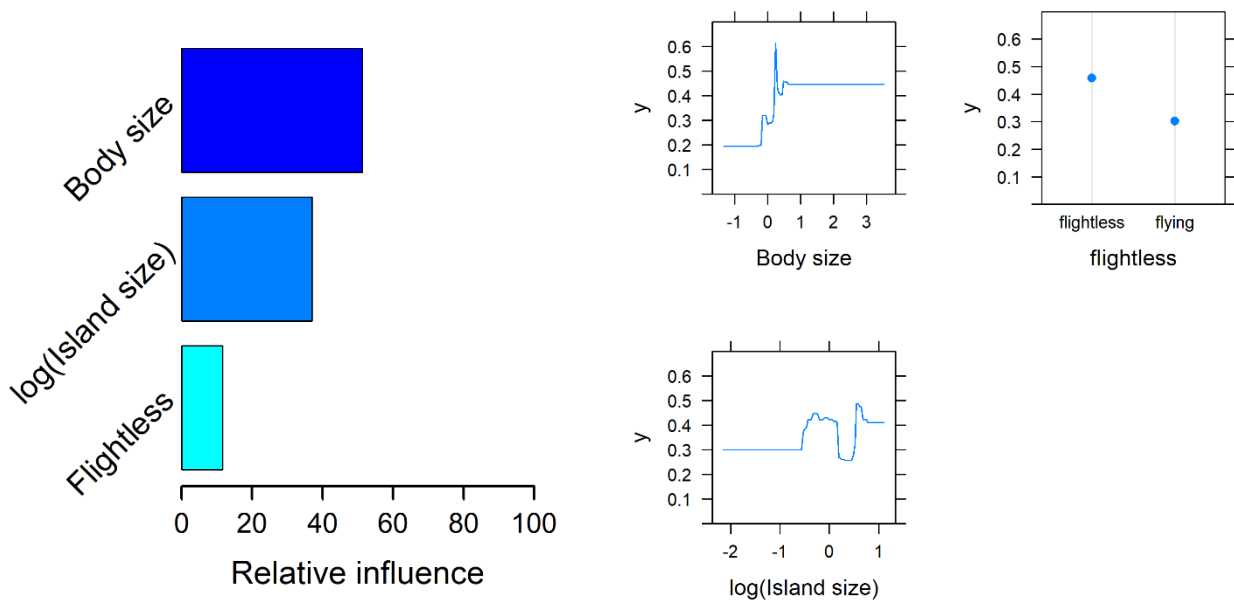 Body size
log(Island size)
Flightless
0 20 40 60 80 100
Relative influence
0.6
0.5
0.4
0.3
0.2
0.1
y
-1 0 1 2 3
Body size
0.6
0.5
0.4
0.3
0.2
0.1
y
flightless flying
flightless
0.6
0.5
0.4
0.3
0.2
0.1
y
-2 -1 0 1
log(Island size)